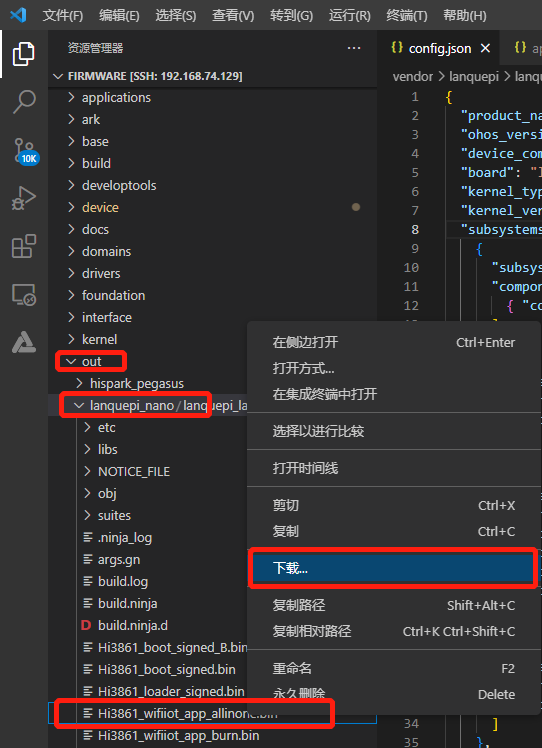 文件(F) 编辑(E) 选择(S) 查看(V) 转到(G) 运行(R) 终端(T) 帮助(H)
资源管理器 ...
FIRMWARE [SSH: 192.168.74.129]
applications
ark
base
build
developtools
device
docs
domains
drivers
foundation
interface
kernel
out
hispark_pegasus
lanquepi_nano/lanquepi_la
etc
libs
NOTICE_FILE
obj
suites
.ninja_log
args.gn
build.log
build.ninja
build.ninja.d
Hi3861_boot_signed_B.bin
Hi3861_boot_signed.bin
Hi3861_loader_signed.bin
Hi3861_wifiiot_app_allinone.bin
Hi3861_wifiiot_app_burn.bin
10K
{} config.json × {} ap
vendor > lanquepi > lanqu
1 {
2 "product_na
3 "ohos_versi
4 "device_com
5 "board": "l
6 "kernel_typ
7 "kernel_ver
8 "subsystems
9 {
10 "subsys
11 "compon
12 { "co
在侧边打开 Ctrl+Enter
打开方式...
在集成终端中打开
选择以进行比较
打开时间线
剪切 Ctrl+X
复制 Ctrl+C
下载...
复制路径 Shift+Alt+C
复制相对路径 Ctrl+K Ctrl+Shift+C
重命名 F2
永久删除 Delete
34 ]
35 },